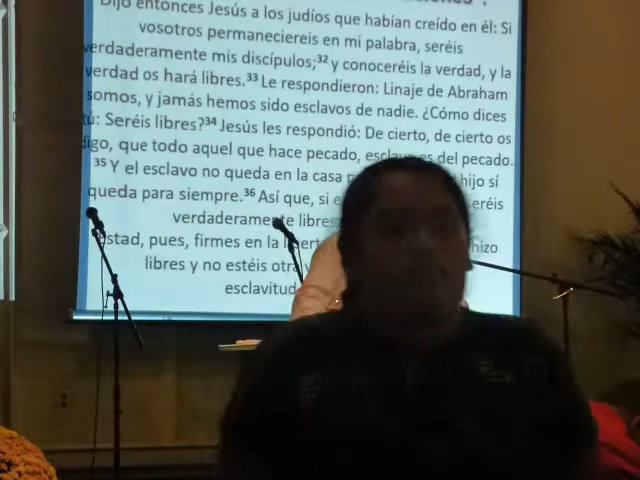 Dijo entonces Jesús a los judíos que habían creído en él: Si
vosotros permaneciereis en mi palabra, seréis
verdaderamente mis discípulos;³² y conoceréis la verdad, y la
verdad os hará libres.³³ Le respondieron: Linaje de Abraham
somos, y jamás hemos sido esclavos de nadie. ¿Cómo dices
tú: Seréis libres?³⁴ Jesús les respondió: De cierto, de cierto os
digo, que todo aquel que hace pecado, esclavo es del pecado.
³⁵ Y el esclavo no queda en la casa hijo sí
queda para siempre.³⁶ Así que, si
verdaderamente libres
Estad, pues, firmes en la libert hizo
libres y no estéis otra
esclavitud